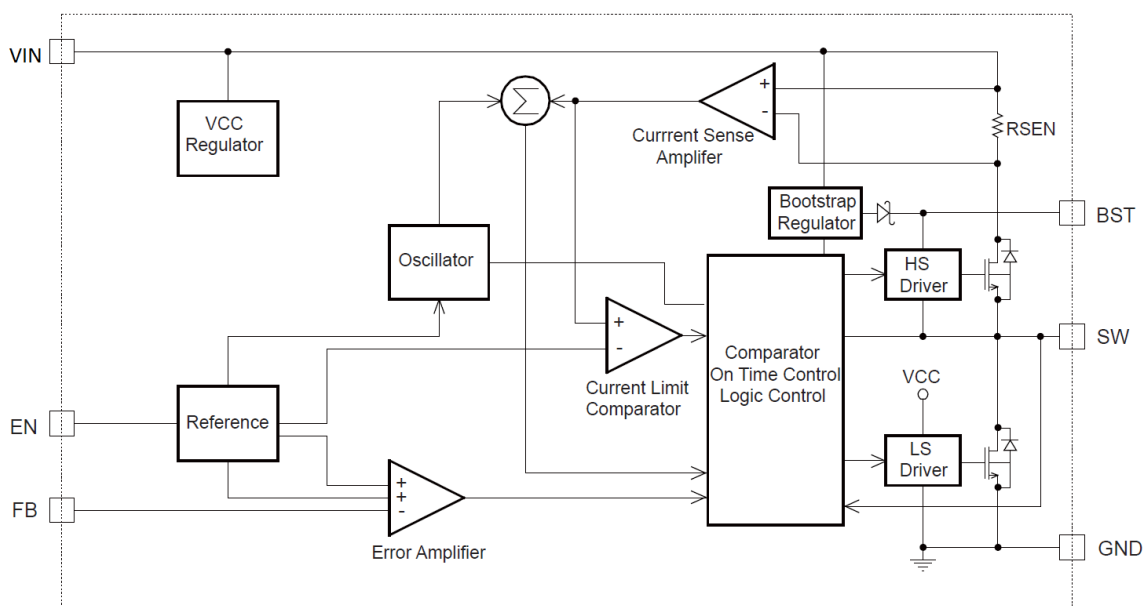 VIN
VCC
Regulator
Σ
+
-
Currrent Sense
Amplifer
RSEN
Bootstrap
Regulator
BST
Oscillator
HS
Driver
+
-
Current Limit
Comparator
Comparator
On Time Control
Logic Control
SW
VCC
EN
Reference
LS
Driver
FB
+
+
-
Error Amplifier
GND